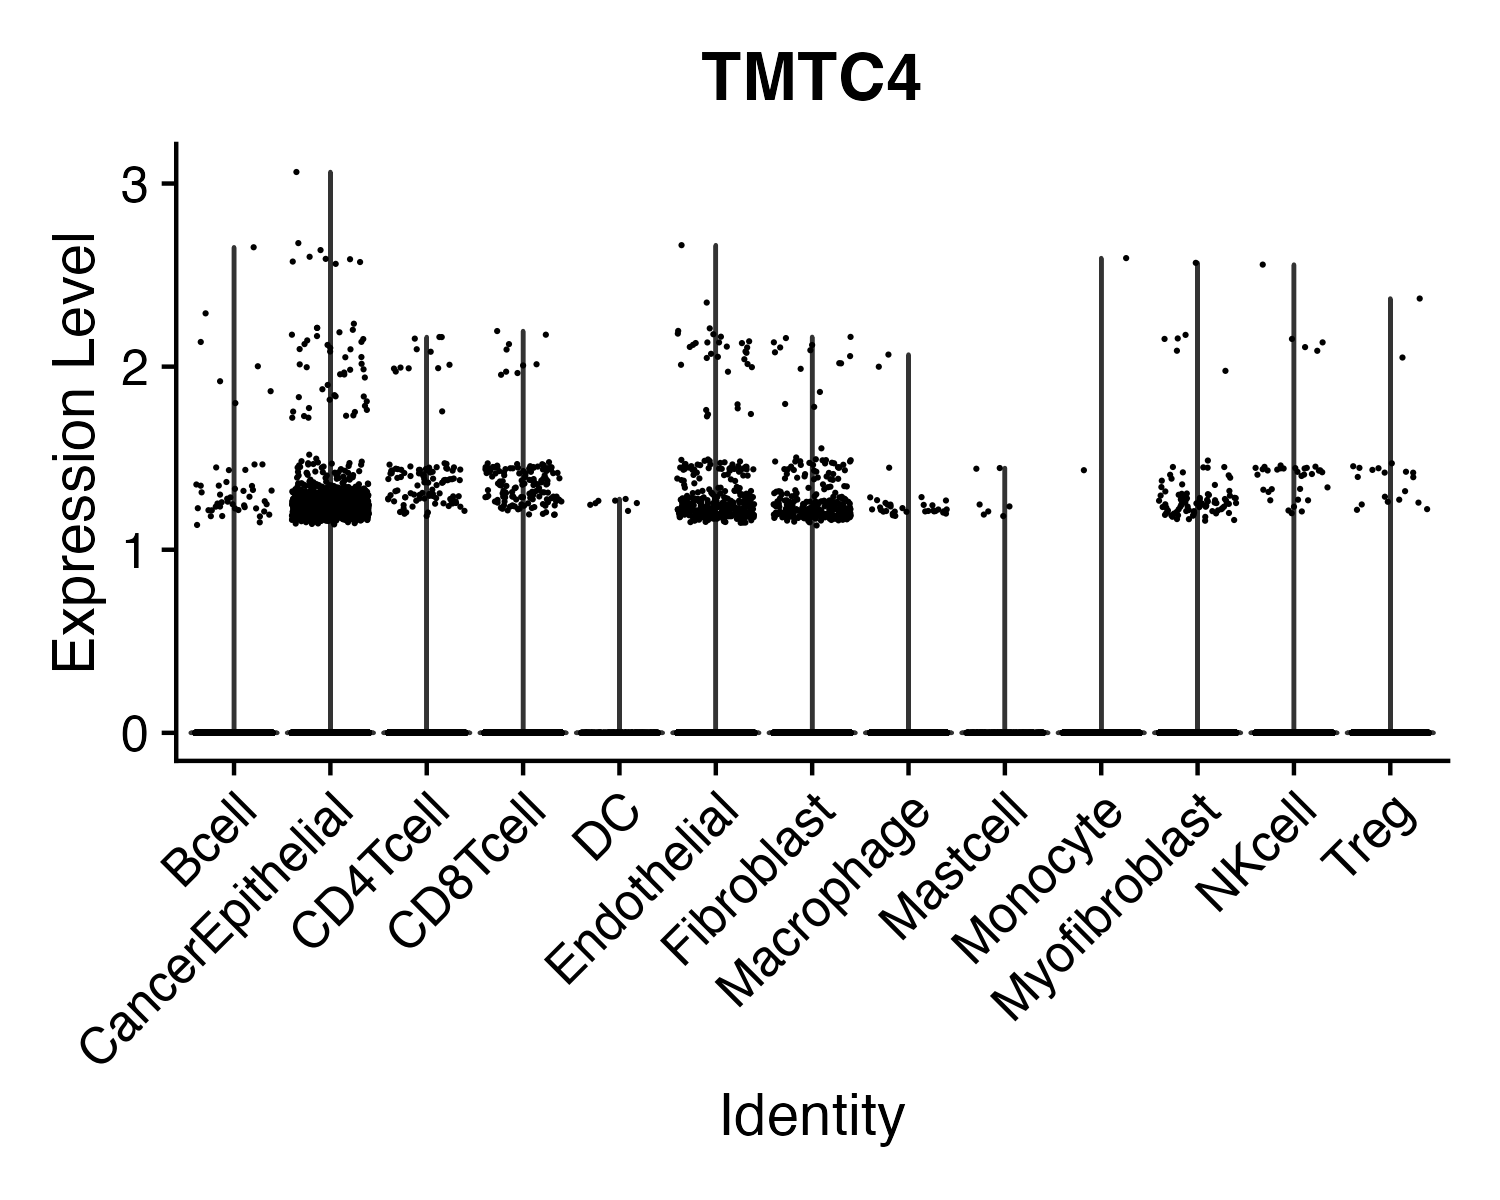 TMTC4
Expression Level
3
2
1
0
Bcell
CancerEpithelial
CD4Tcell
CD8Tcell
DC
Endothelial
Fibroblast
Macrophage
Mastcell
Monocyte
Myofibroblast
NKcell
Treg
Identity